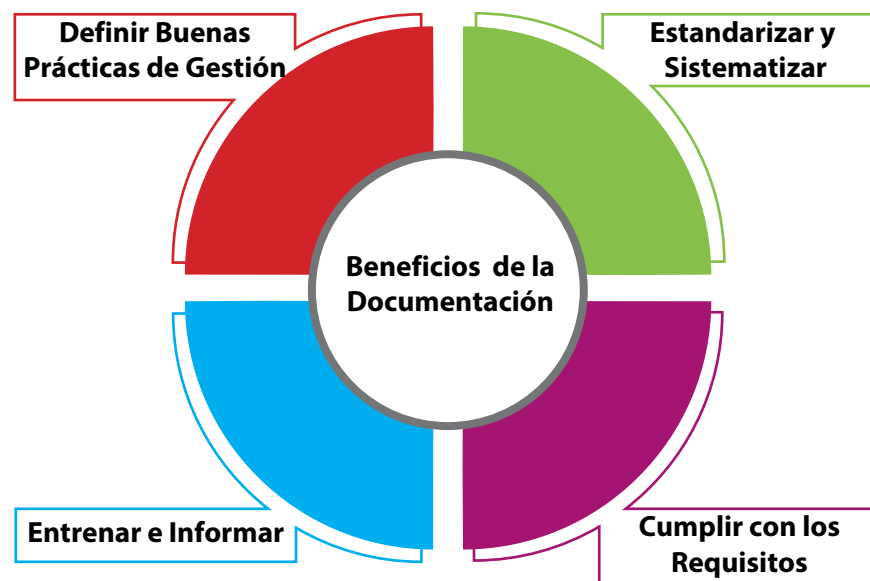 Definir Buenas
Prácticas de Gestión
Estandarizar y
Sistematizar
Beneficios de la
Documentación
Entrenar e Informar
Cumplir con los
Requisitos